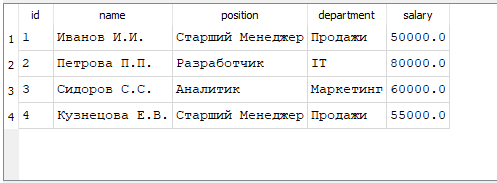 id name position department salary
1 1 Иванов И.И. Старший Менеджер Продажи 50000.0
2 2 Петрова П.П. Разработчик IT 80000.0
3 3 Сидоров С.С. Аналитик Маркетинг 60000.0
4 4 Кузнецова Е.В. Старший Менеджер Продажи 55000.0